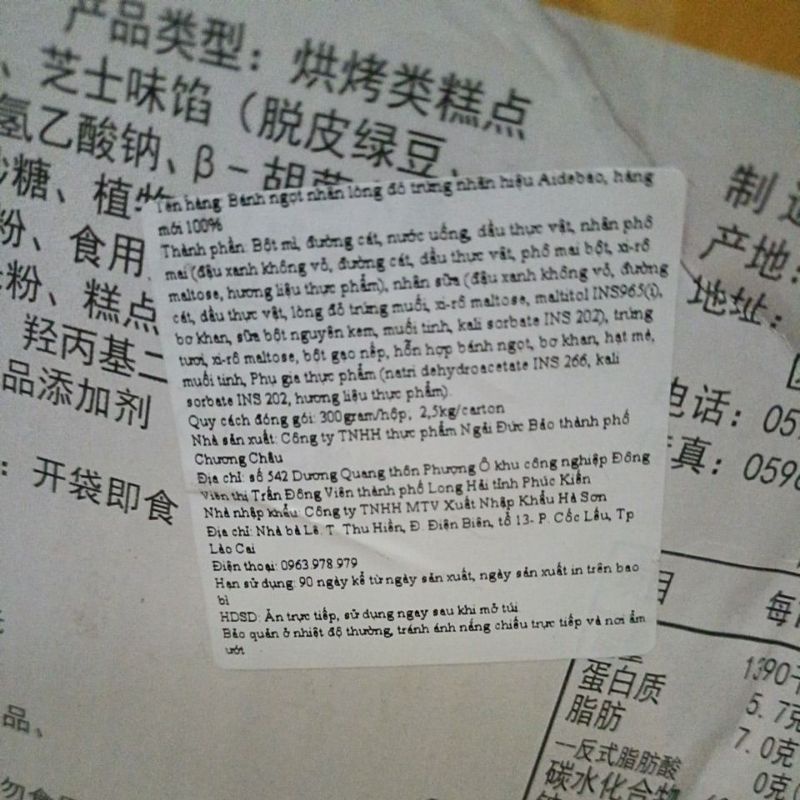 产品类型：烘烤类糕点
、芝士味馅（脱皮绿豆、
氢乙酸钠、β-胡萝
砂糖、植物
粉、食用
粉、糕点
羟丙基二
品添加剂
：开袋即食
Tên hàng: Bánh ngọt nhân lòng đỏ trứng nhãn hiệu Aidebao, hàng
mới 100%
Thành phần: Bột mì, đường cát, nước uống, dầu thực vật, nhân phô
mai (đậu xanh không vỏ, đường cát, dầu thực vật, phô mai bột, xi-rô
maltose, hương liệu thực phẩm), nhân sữa (đậu xanh không vỏ, đường
cát, dầu thực vật, lòng đỏ trứng muối, xi-rô maltose, maltitol INS965(i),
bơ khan, sữa bột nguyên kem, muối tinh, kali sorbate INS 202), trứng
tươi, xi-rô maltose, bột gạo nếp, hỗn hợp bánh ngọt, bơ khan, hạt mè,
muối tinh, Phụ gia thực phẩm (natri dehydroacetate INS 266, kali
sorbate INS 202, hương liệu thực phẩm).
Quy cách đóng gói: 300gram/hộp, 2,5kg/carton
Nhà sản xuất: Công ty TNHH thực phẩm Ngải Đức Bảo thành phố
Chương Châu
Địa chỉ: số 542 Dương Quang thôn Phượng Ổ khu công nghiệp Đông
Viên thị Trấn Đông Viên thành phố Long Hải tỉnh Phúc Kiến
Nhà nhập khẩu: Công ty TNHH MTV Xuất Nhập Khẩu Hà Sơn
Địa chỉ: Nhà bà Lê. T. Thu Hiền, Đ. Điện Biên, tổ 13- P. Cốc Lếu, Tp
Lào Cai
Điện thoại: 0963.978.979
Hạn sử dụng: 90 ngày kể từ ngày sản xuất, ngày sản xuất in trên bao
bì
HDSD: Ăn trực tiếp, sử dụng ngay sau khi mở túi
Bảo quản ở nhiệt độ thường, tránh ánh nắng chiếu trực tiếp và nơi ẩm
ướt
制造
产地：
地址：
电话：05
真：0596
目 每
1390千
蛋白质 5.7克
脂肪 7.0克
—反式脂肪酸 0克
碳水化合物
品、
勿食